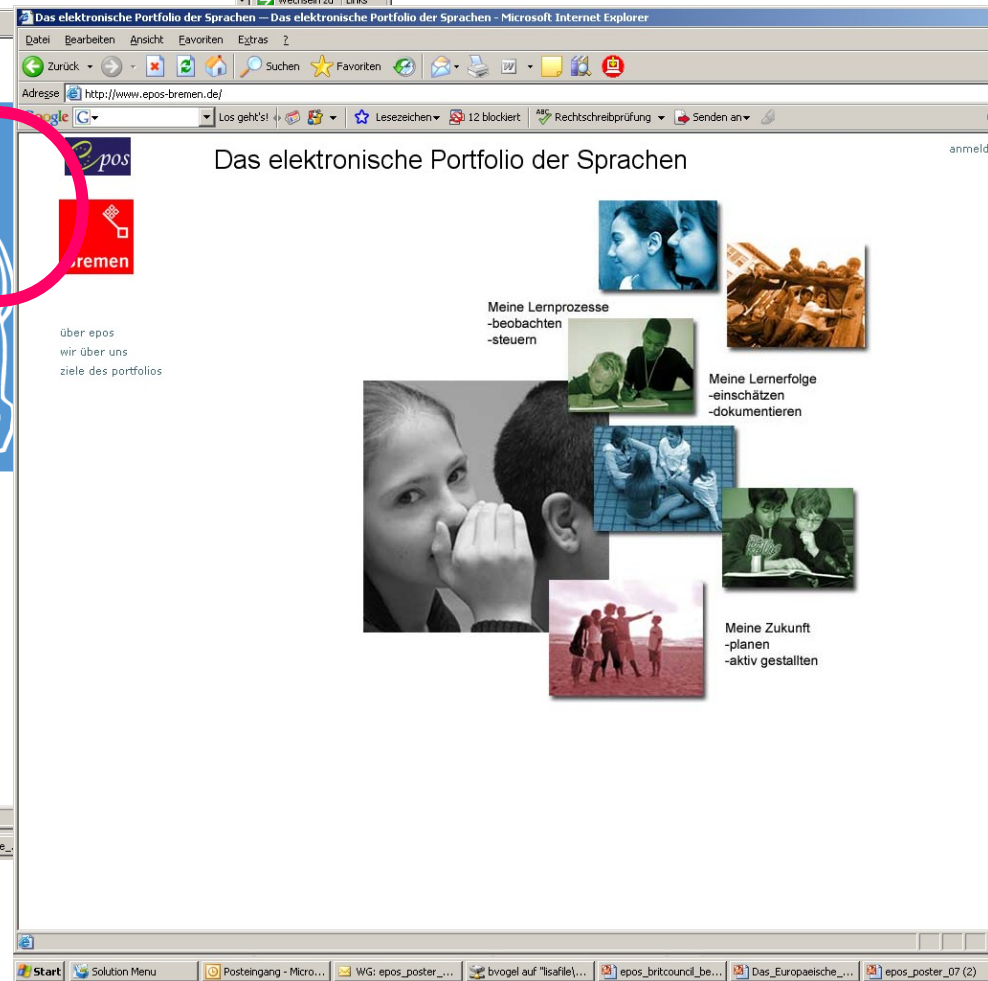 Wechseln zu Links
Das elektronische Portfolio der Sprachen — Das elektronische Portfolio der Sprachen - Microsoft Internet Explorer
Datei Bearbeiten Ansicht Favoriten Extras ?
Zurück Suchen Favoriten
Adresse http://www.epos-bremen.de/
Google G Los geht's! Lesezeichen 12 blockiert Rechtschreibprüfung Senden an
epos
Das elektronische Portfolio der Sprachen
anmeld
Bremen
Meine Lernprozesse
-beobachten
-steuern
über epos
wir über uns
ziele des portfolios
Meine Lernerfolge
-einschätzen
-dokumentieren
Meine Zukunft
-planen
-aktiv gestallten
Start Solution Menu Posteingang - Micro... WG: epos_poster_... bvogel auf "lisafile\... epos_britcouncil_be... Das_Europaeische_... epos_poster_07 (2)